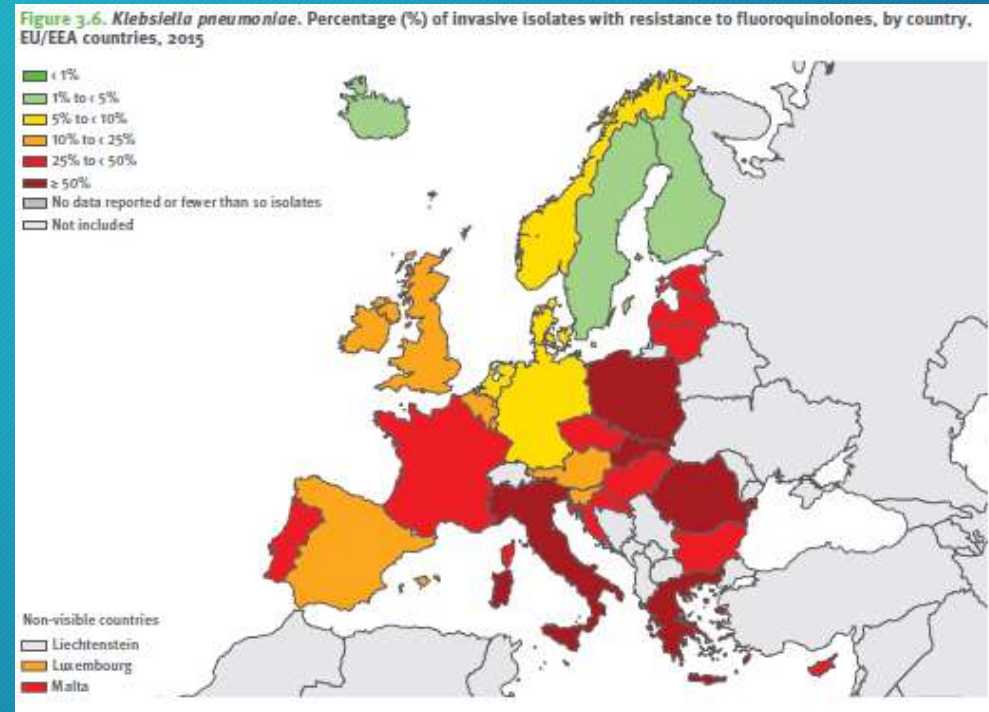 Figure 3.6. Klebsiella pneumoniae. Percentage (%) of invasive isolates with resistance to fluoroquinolones, by country,
EU/EEA countries, 2015
< 1%
1% to < 5%
5% to < 10%
10% to < 25%
25% to < 50%
≥ 50%
No data reported or fewer than 10 isolates
Not included
Non-visible countries
Liechtenstein
Luxembourg
Malta